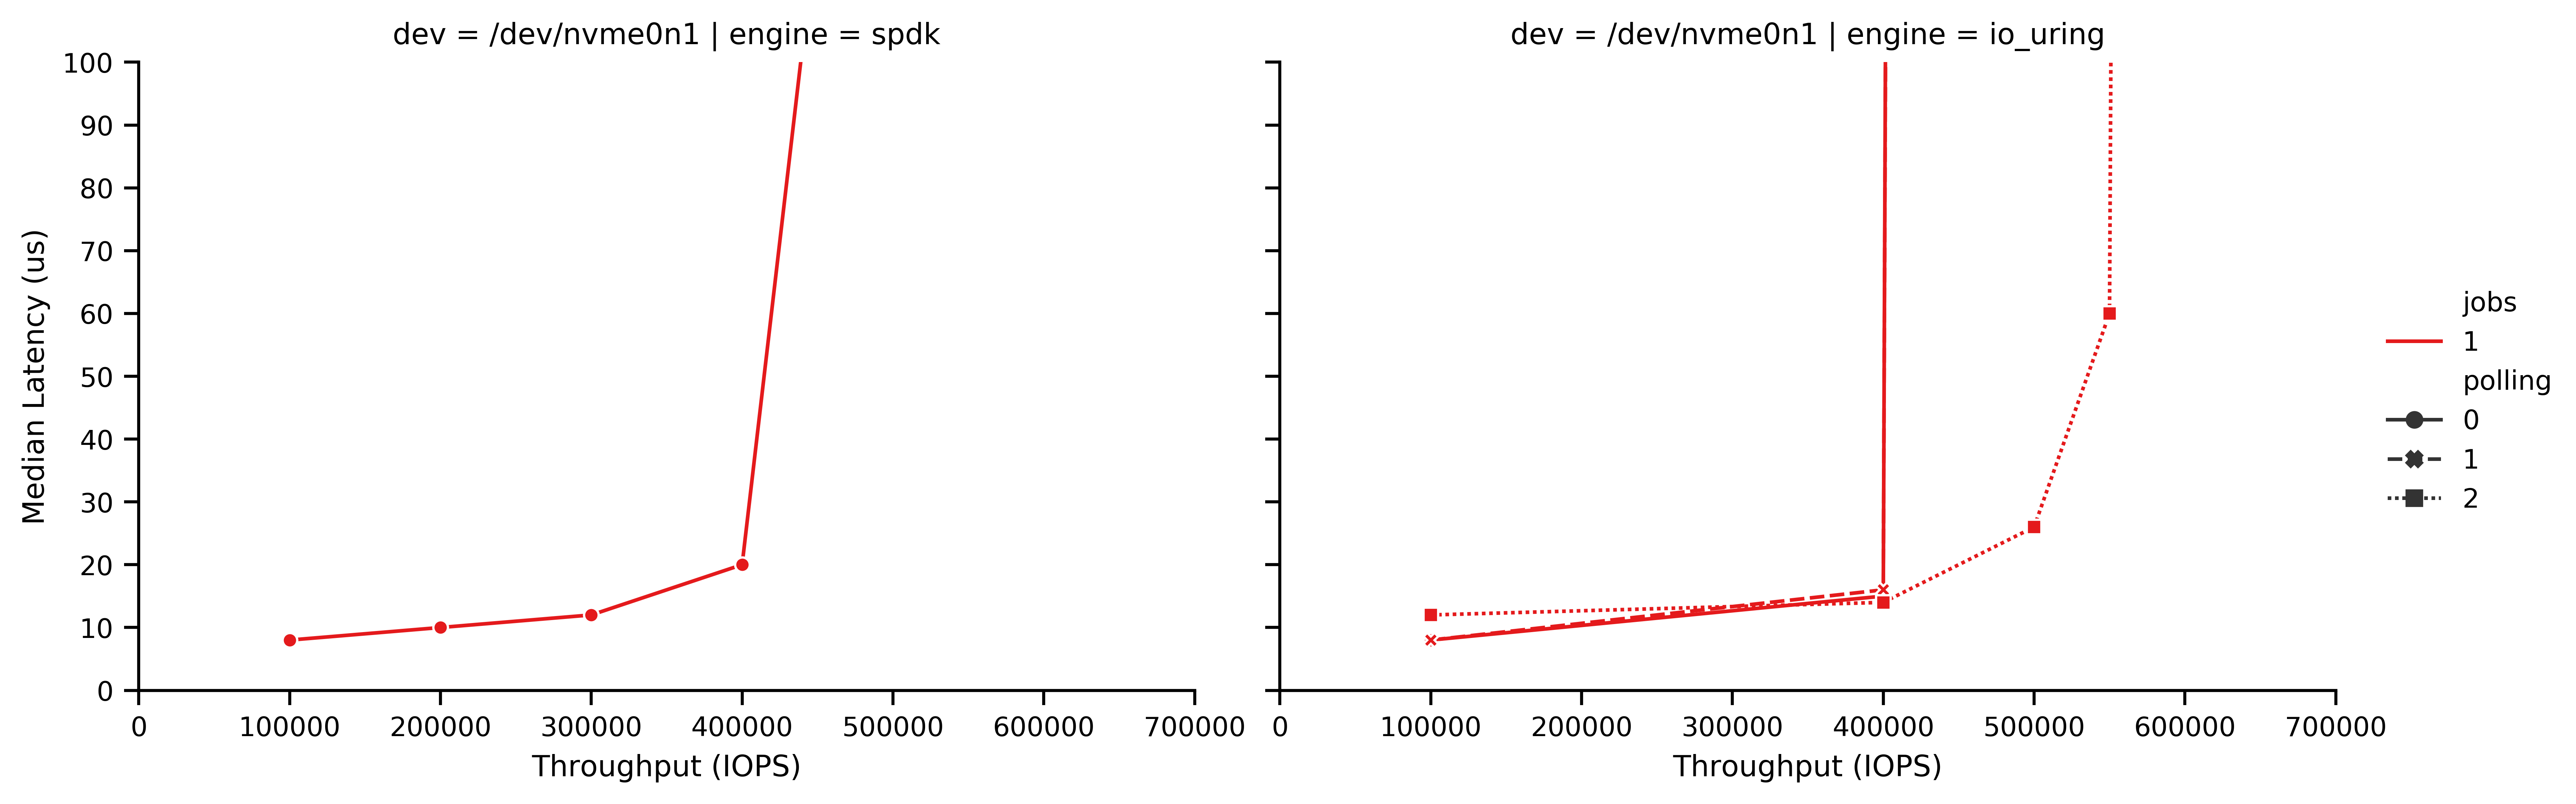 dev = /dev/nvme0n1 | engine = spdk
100
90
80
70
60
50
40
30
20
10
0
Median Latency (us)
0 100000 200000 300000 400000 500000 600000 700000
Throughput (IOPS)
dev = /dev/nvme0n1 | engine = io_uring
0 100000 200000 300000 400000 500000 600000 700000
Throughput (IOPS)
jobs
1
polling
0
1
2